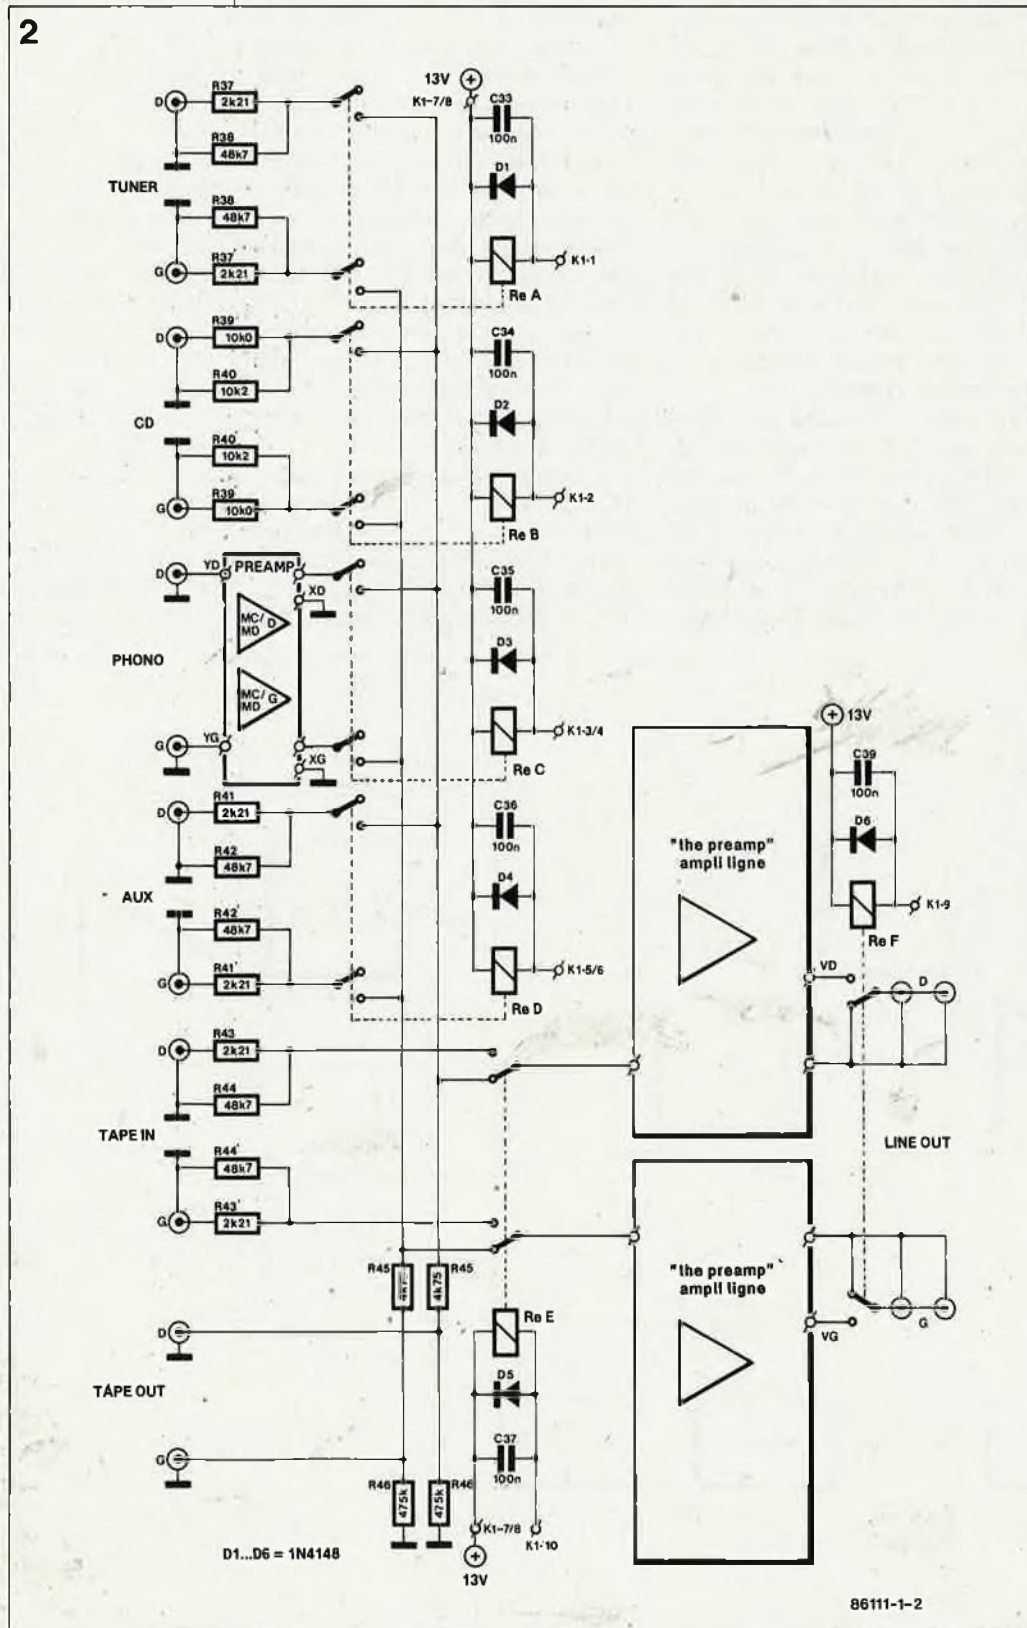 2
13V
K1-7/8
R37
D
2k21
R38
48k7
TUNER
R38
48k7
R37'
G
2k21
C33
100n
D1
K1-1
Re A
R39'
D
10k0
R40
10k2
CD
R40'
10k2
R39'
G
10k0
C34
100n
D2
K1-2
Re B
D
YD
PREAMP
XD
MC/
MD
D
PHONO
MC/
MD
G
G
YG
XG
C35
100n
D3
K1-3/4
Re C
R41
D
2k21
R42
48k7
AUX
R42'
48k7
R41'
G
2k21
C36
100n
D4
K1-5/6
Re D
13V
C39
100n
D6
K1-9
Re F
"the preamp"
ampli ligne
VD
D
R43
D
2k21
R44
48k7
TAPE IN
R44'
48k7
R43'
G
2k21
LINE OUT
R45
R45
4k75
Re E
D
TAPE OUT
G
D5
C37
100n
R46
475k
R46
475k
K1-7/8
K1-10
13V
"the preamp"
ampli ligne
VG
G
D1...D6 = 1N4148
86111-1-2